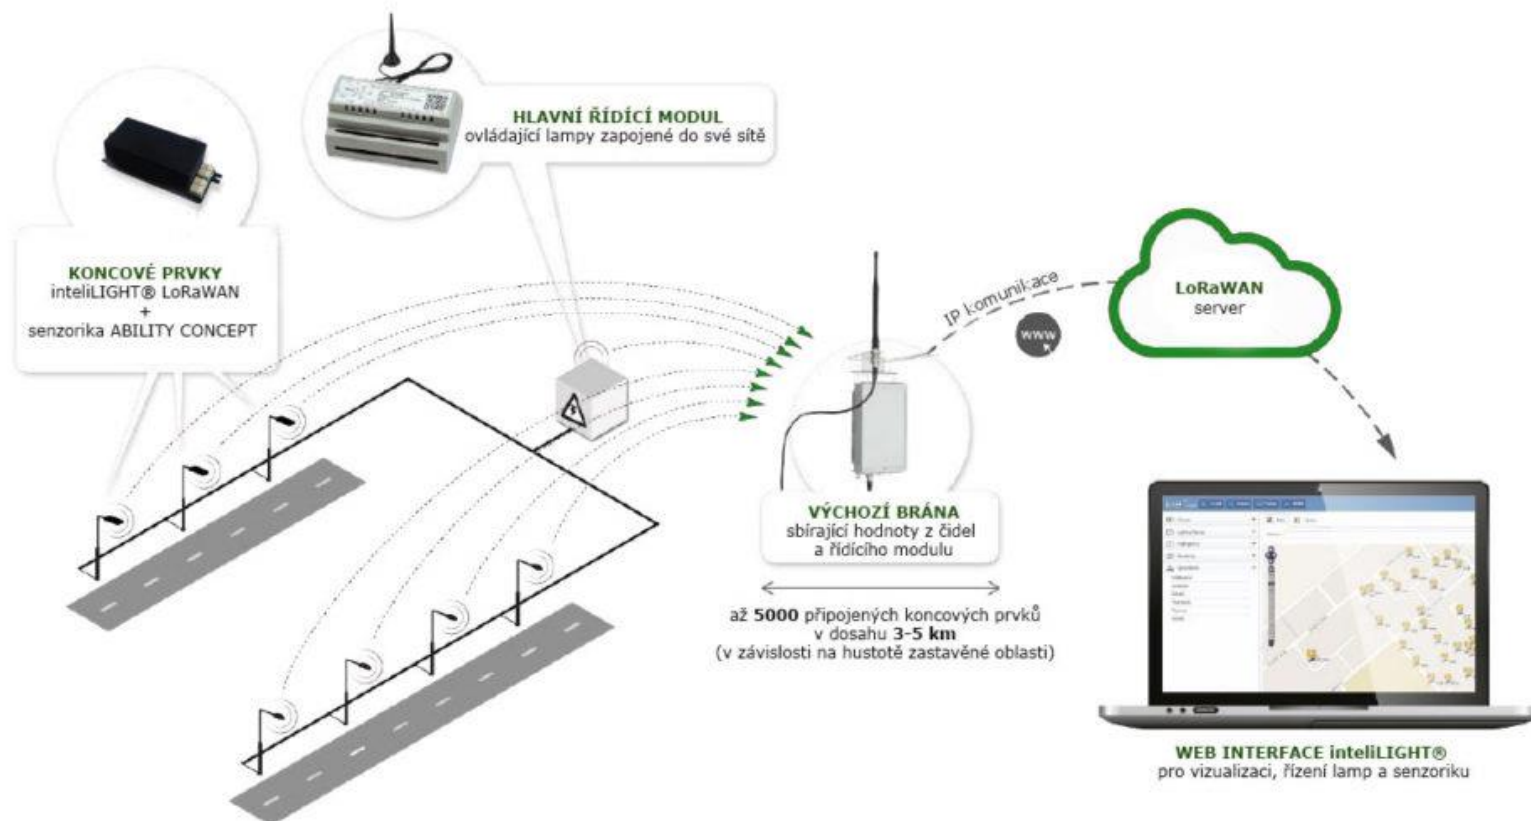 HLAVNÍ ŘÍDÍCÍ MODUL
ovládající lampy zapojené do své sítě
KONCOVÉ PRVKY
inteliLIGHT® LoRaWAN
+
senzorika ABILITY CONCEPT
IP komunikace
www
LoRaWAN
server
VÝCHOZÍ BRÁNA
sbírající hodnoty z čidel
a řídícího modulu
až 5000 připojených koncových prvků
v dosahu 3-5 km
(v závislosti na hustotě zastavěné oblasti)
WEB INTERFACE inteliLIGHT®
pro vizualizaci, řízení lamp a senzoriku